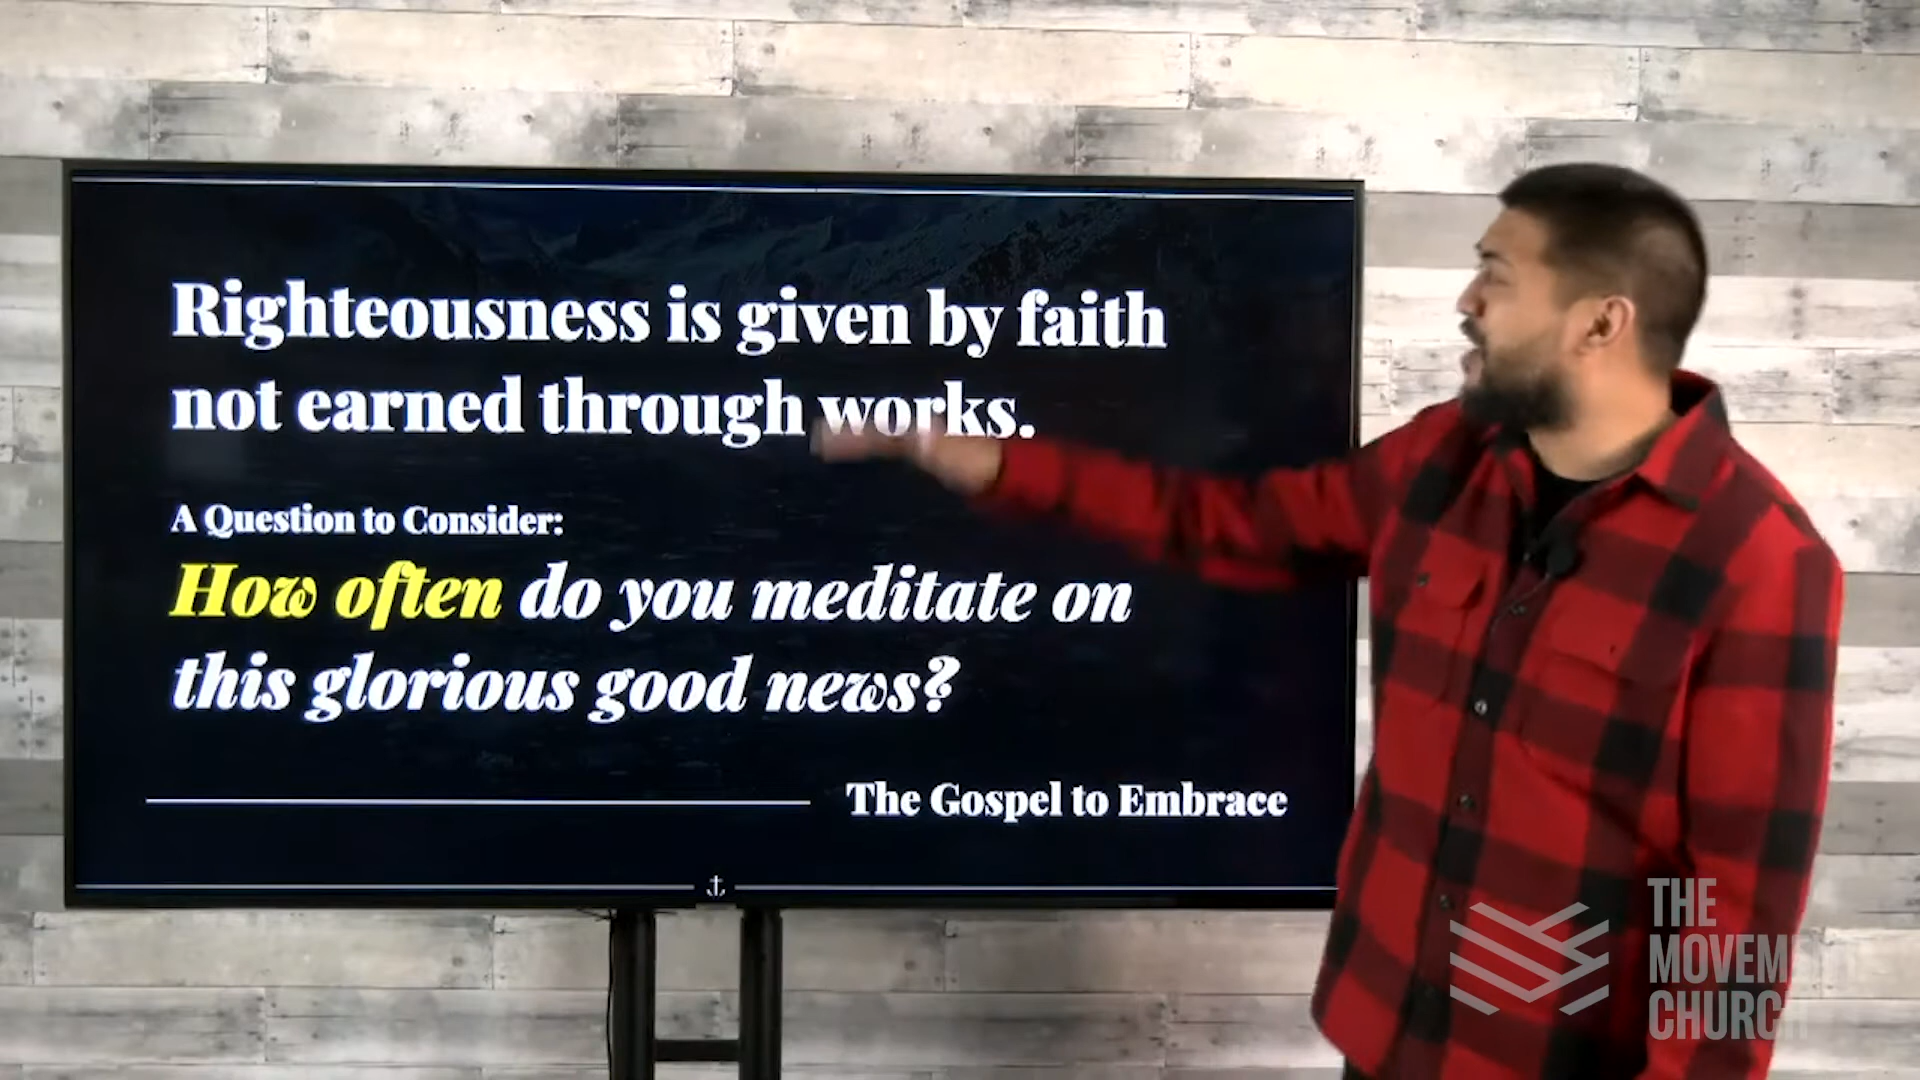 Righteousness is given by faith
not earned through works.
A Question to Consider:
How often do you meditate on
this glorious good news?
The Gospel to Embrace
THE
MOVEMENT
CHURCH